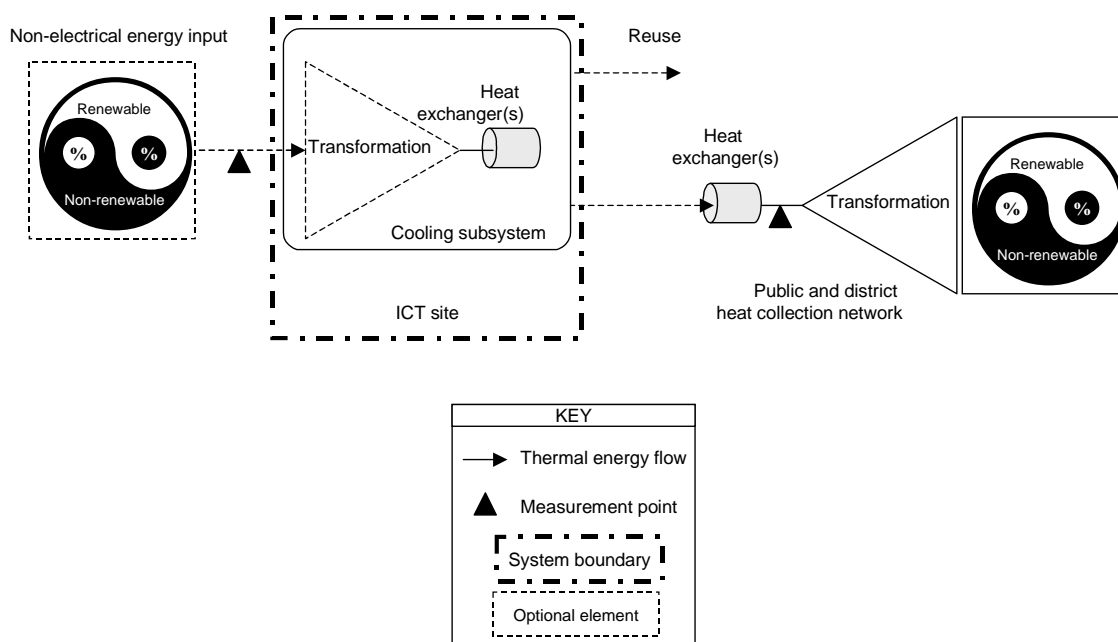 Non-electrical energy input
Renewable
%
%
Non-renewable
Transformation
Heat
exchanger(s)
Cooling subsystem
ICT site
Reuse
Heat
exchanger(s)
Transformation
Public and district
heat collection network
Renewable
%
%
Non-renewable
KEY
Thermal energy flow
Measurement point
System boundary
Optional element